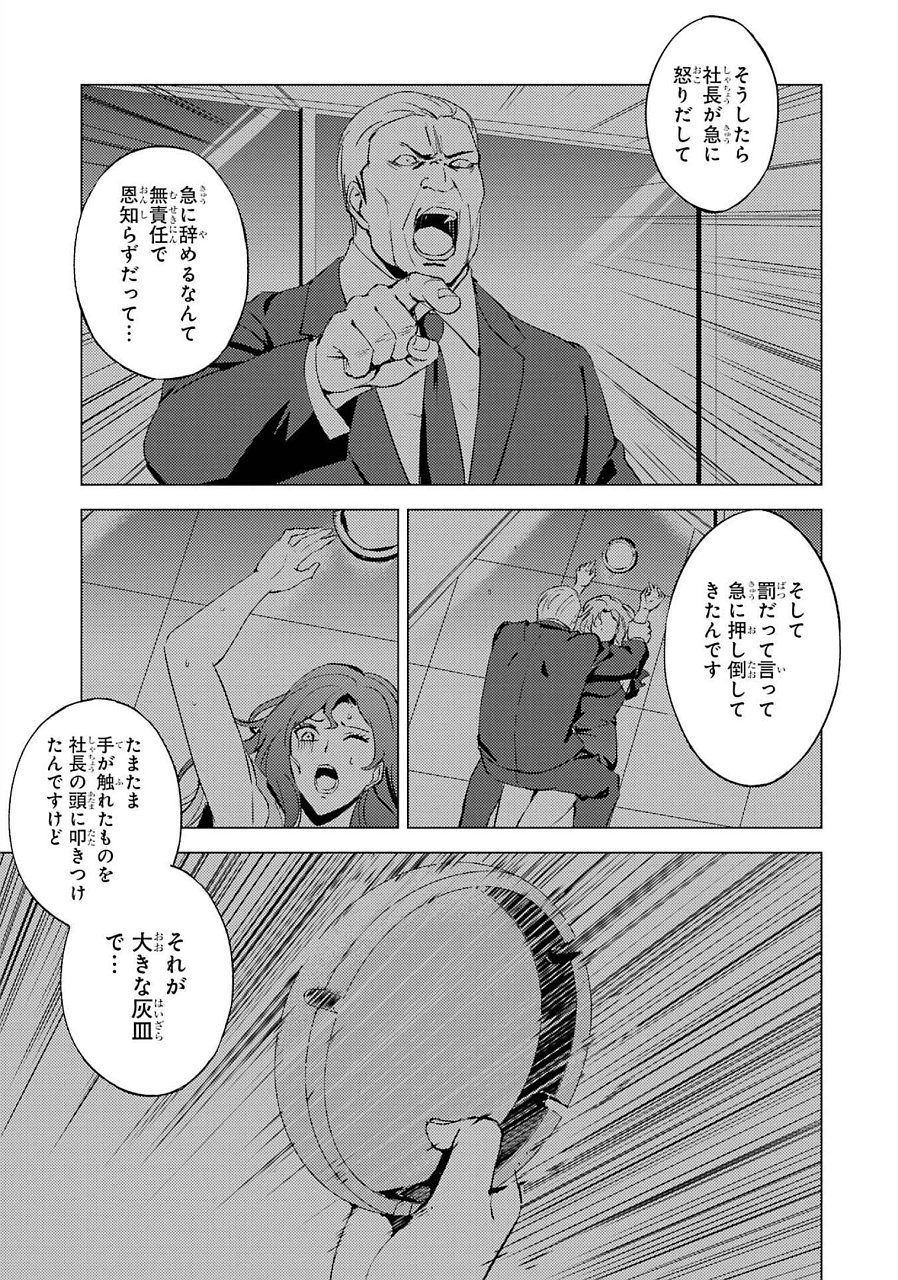 そうしたら
社長が急に
怒りだして
急に辞めるなんて
無責任で
恩知らずだって…
そして
罰だって言って
急に押し倒して
きたんです
たまたま
手が触れたものを
社長の頭に叩きつけ
たんですけど
それが
大きな灰皿
で…